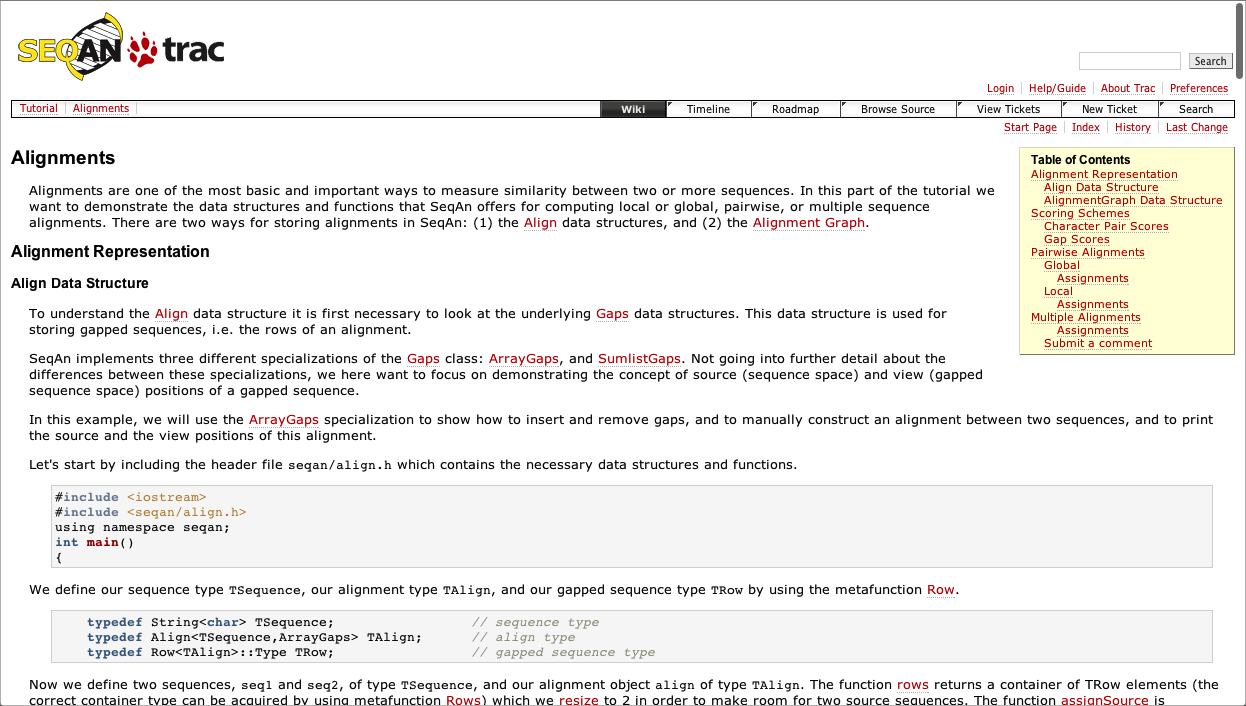 SEQAN trac
Search
Login Help/Guide About Trac Preferences
Tutorial Alignments Wiki Timeline Roadmap Browse Source View Tickets New Ticket Search
Start Page Index History Last Change
Alignments
Alignments are one of the most basic and important ways to measure similarity between two or more sequences. In this part of the tutorial we
want to demonstrate the data structures and functions that SeqAn offers for computing local or global, pairwise, or multiple sequence
alignments. There are two ways for storing alignments in SeqAn: (1) the Align data structures, and (2) the Alignment Graph.
Table of Contents
Alignment Representation
Align Data Structure
AlignmentGraph Data Structure
Scoring Schemes
Character Pair Scores
Gap Scores
Pairwise Alignments
Global
Assignments
Local
Assignments
Multiple Alignments
Assignments
Submit a comment
Alignment Representation
Align Data Structure
To understand the Align data structure it is first necessary to look at the underlying Gaps data structures. This data structure is used for
storing gapped sequences, i.e. the rows of an alignment.
SeqAn implements three different specializations of the Gaps class: ArrayGaps, and SumlistGaps. Not going into further detail about the
differences between these specializations, we here want to focus on demonstrating the concept of source (sequence space) and view (gapped
sequence space) positions of a gapped sequence.
In this example, we will use the ArrayGaps specialization to show how to insert and remove gaps, and to manually construct an alignment between two sequences, and to print
the source and the view positions of this alignment.
Let's start by including the header file seqan/align.h which contains the necessary data structures and functions.
#include <iostream>
#include <seqan/align.h>
using namespace seqan;
int main()
{
We define our sequence type TSequence, our alignment type TAlign, and our gapped sequence type TRow by using the metafunction Row.
typedef String<char> TSequence; // sequence type
typedef Align<TSequence,ArrayGaps> TAlign; // align type
typedef Row<TAlign>::Type TRow; // gapped sequence type
Now we define two sequences, seq1 and seq2, of type TSequence, and our alignment object align of type TAlign. The function rows returns a container of TRow elements (the
correct container type can be acquired by using metafunction Rows) which we resize to 2 in order to make room for two source sequences. The function assignSource is